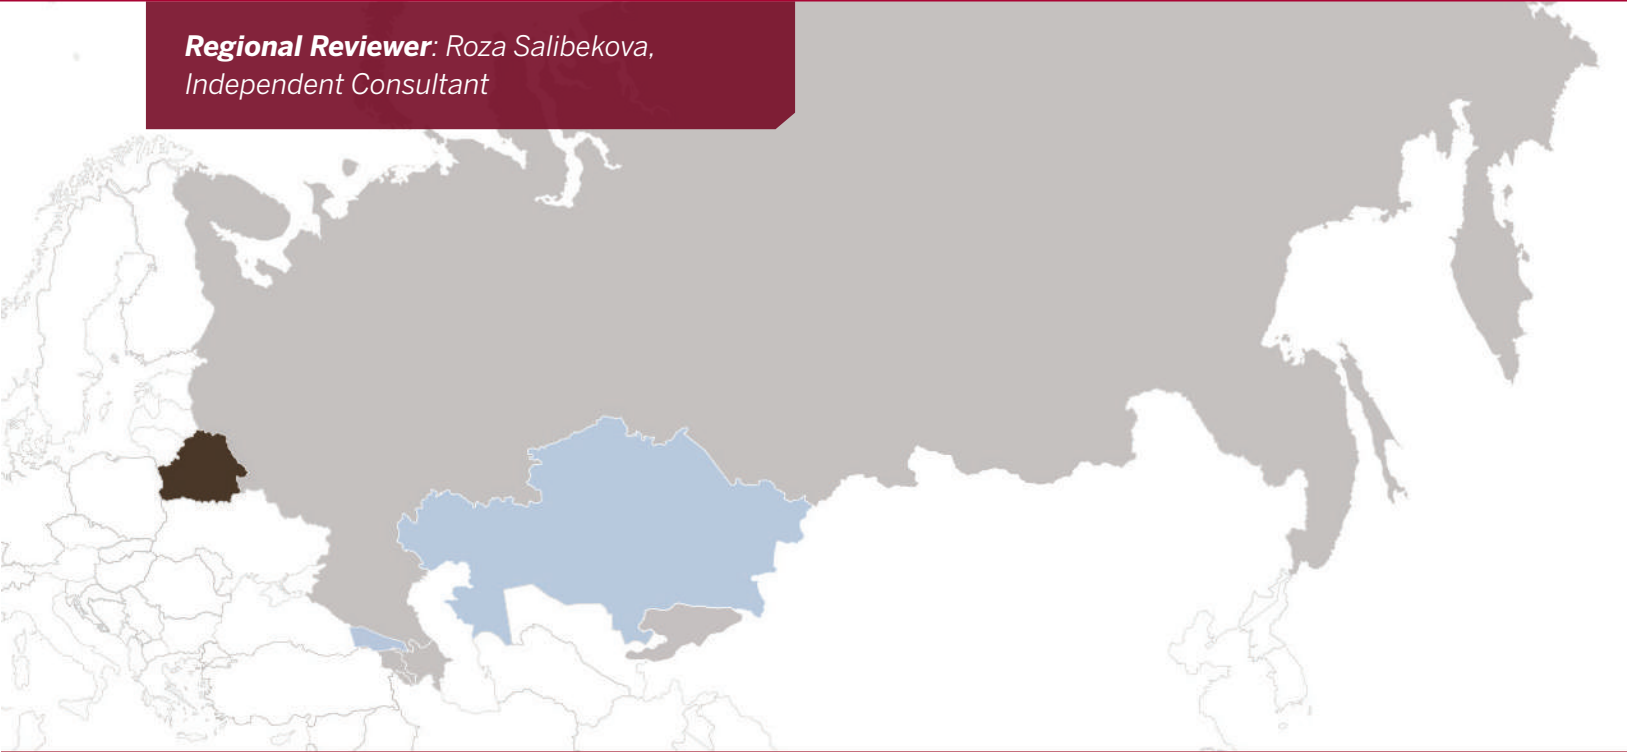 Regional Reviewer: Roza Salibekova,
Independent Consultant